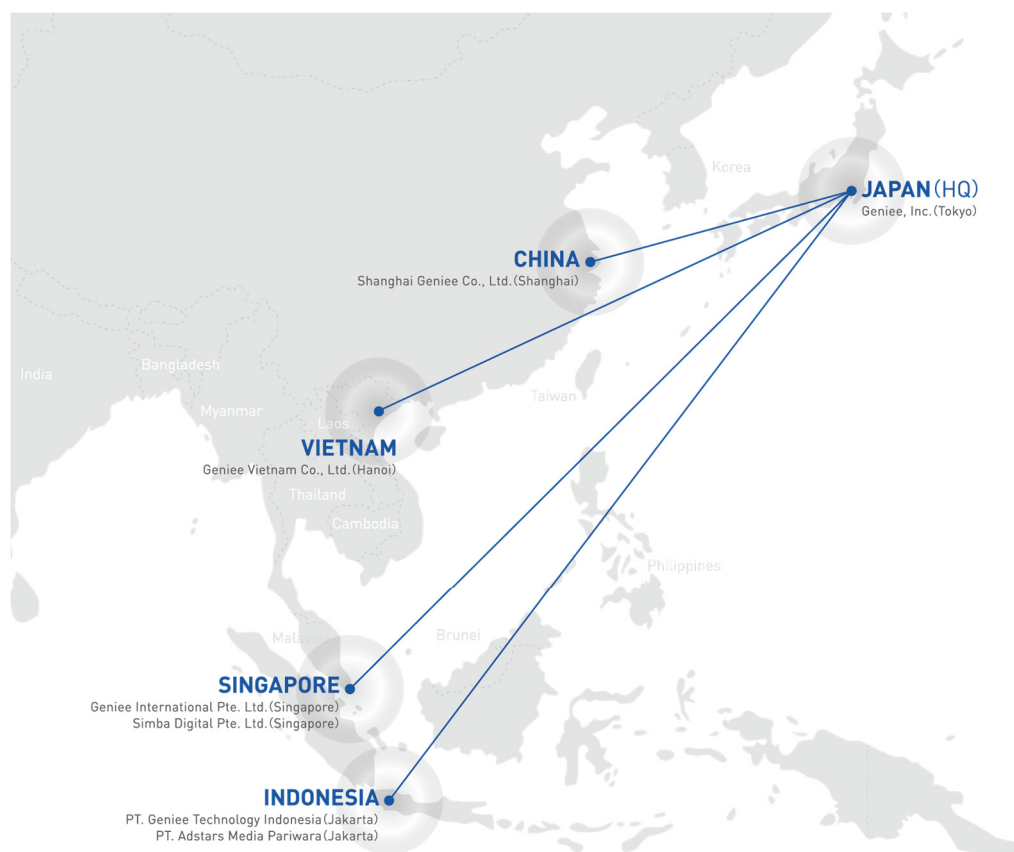 Korea
JAPAN(HQ)
Geniee, Inc.(Tokyo)
CHINA
Shanghai Geniee Co., Ltd.(Shanghai)
India
Bangladesh
Myanmar
Taiwan
Laos
VIETNAM
Geniee Vietnam Co., Ltd.(Hanoi)
Thailand
Cambodia
Philippines
Malaysia
Brunei
SINGAPORE
Geniee International Pte. Ltd.(Singapore)
Simba Digital Pte. Ltd.(Singapore)
INDONESIA
PT. Geniee Technology Indonesia(Jakarta)
PT. Adstars Media Pariwara(Jakarta)